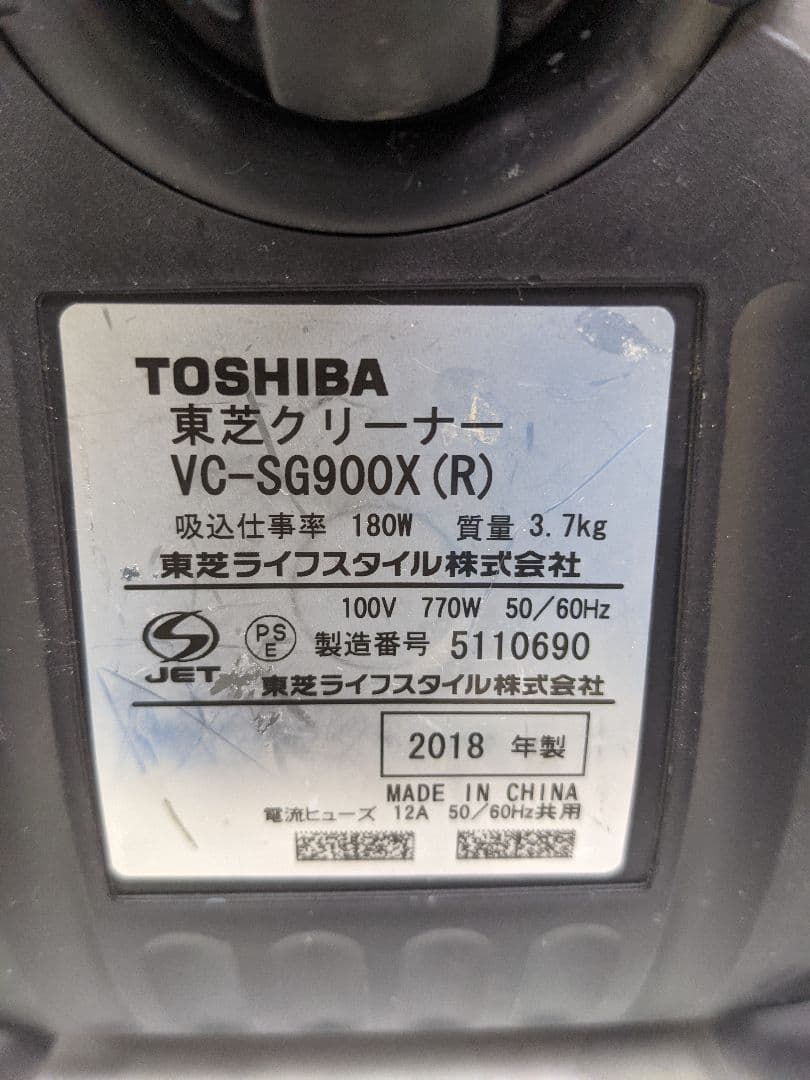 TOSHIBA
東芝クリーナー
VC-SG900X(R)
吸込仕事率 180W 質量 3.7kg
東芝ライフスタイル株式会社
100V 770W 50/60Hz
JET PSE 製造番号 5110690
東芝ライフスタイル株式会社
2018 年製
MADE IN CHINA
電流ヒューズ 12A 50/60Hz共用